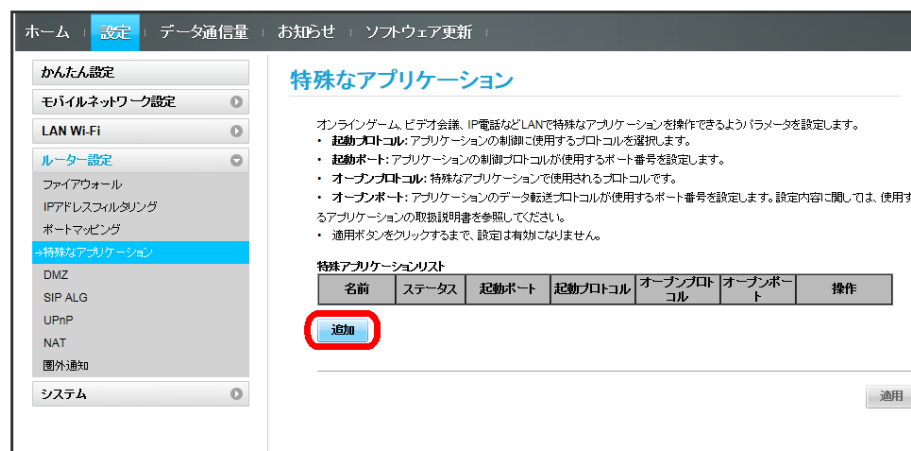 ホーム 設定 データ通信量 お知らせ ソフトウェア更新
かんたん設定
モバイルネットワーク設定
LAN Wi-Fi
ルーター設定
ファイアウォール
IPアドレスフィルタリング
ポートマッピング
→特殊なアプリケーション
DMZ
SIP ALG
UPnP
NAT
圏外通知
システム
特殊なアプリケーション
オンラインゲーム、ビデオ会議、IP電話などLANで特殊なアプリケーションを操作できるようパラメータを設定します。
・ 起動プロトコル: アプリケーションの制御に使用するプロトコルを選択します。
・ 起動ポート: アプリケーションの制御プロトコルが使用するポート番号を設定します。
・ オープンプロトコル: 特殊なアプリケーションで使用されるプロトコルです。
・ オープンポート: アプリケーションのデータ転送プロトコルが使用するポート番号を設定します。設定内容に関しては、使用す
るアプリケーションの取扱説明書を参照してください。
・ 適用ボタンをクリックするまで、設定は有効になりません。
特殊アプリケーションリスト
名前 ステータス 起動ポート 起動プロトコル オープンプロト
コル オープンポー
ト 操作
追加
適用